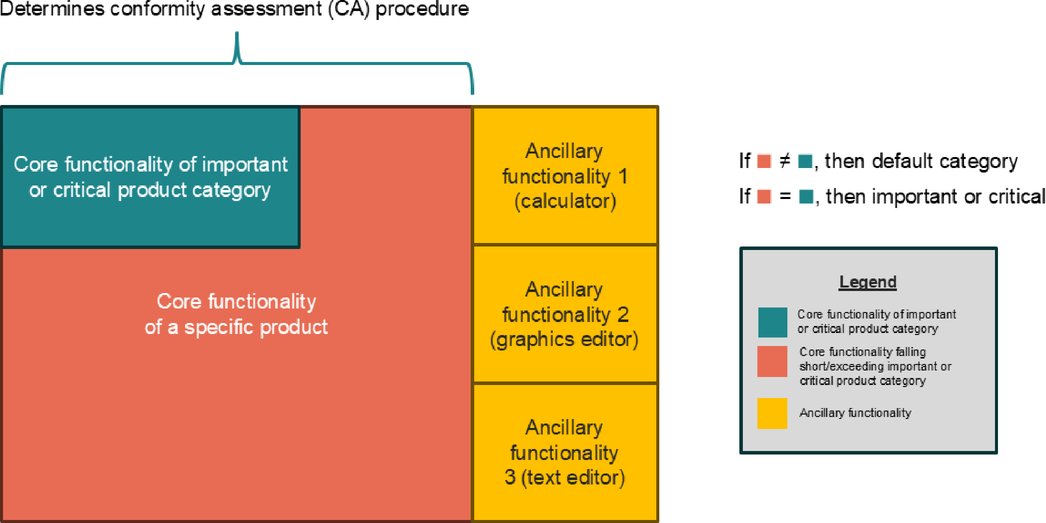 Determines conformity assessment (CA) procedure
Core functionality of important
or critical product category
Core functionality
of a specific product
Ancillary
functionality 1
(calculator)
Ancillary
functionality 2
(graphics editor)
Ancillary
functionality
3 (text editor)
If ■ ≠ ■, then default category
If ■ = ■, then important or critical
Legend
Core functionality of important
or critical product category
Core functionality falling
short/exceeding important or
critical product category
Ancillary functionality